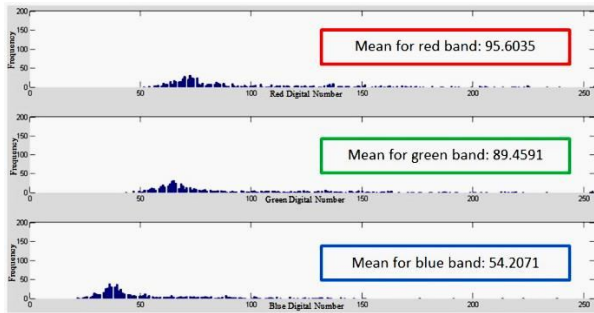 Frequency
200
150
100
50
0
Mean for red band: 95.6035
0 50 100 150 200 250
Red Digital Number
Frequency
200
150
100
50
0
Mean for green band: 89.4591
0 50 100 150 200 250
Green Digital Number
Frequency
200
150
100
50
0
Mean for blue band: 54.2071
0 50 100 150 200 250
Blue Digital Number